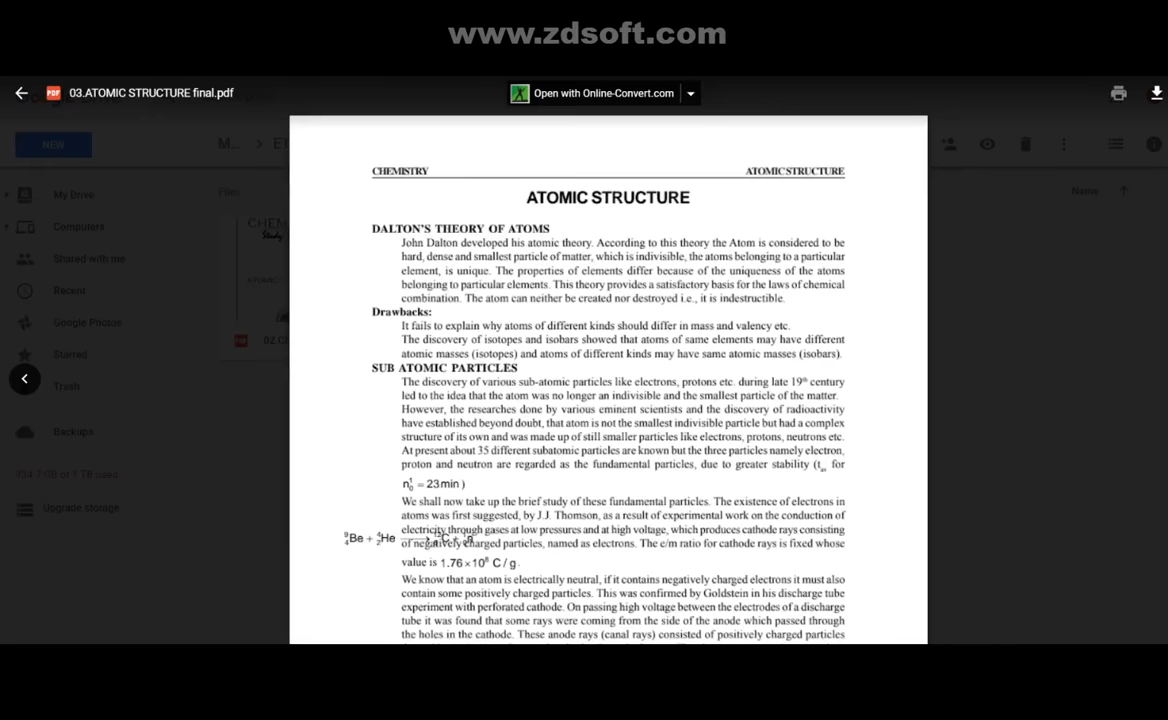 www.zdsoft.com
03.ATOMIC STRUCTURE final.pdf
Open with Online-Convert.com
NEW
M... > El
My Drive
Computers
Shared with me
Recent
Google Photos
Starred
Trash
Backups
Upgrade storage
Files
Name
CHEM
Study
02.C
CHEMISTRY ATOMIC STRUCTURE
ATOMIC STRUCTURE
DALTON'S THEORY OF ATOMS
John Dalton developed his atomic theory. According to this theory the Atom is considered to be
hard, dense and smallest particle of matter, which is indivisible, the atoms belonging to a particular
element, is unique. The properties of elements differ because of the uniqueness of the atoms
belonging to particular elements. This theory provides a satisfactory basis for the laws of chemical
combination. The atom can neither be created nor destroyed i.e., it is indestructible.
Drawbacks:
It fails to explain why atoms of different kinds should differ in mass and valency etc.
The discovery of isotopes and isobars showed that atoms of same elements may have different
atomic masses (isotopes) and atoms of different kinds may have same atomic masses (isobars).
SUB ATOMIC PARTICLES
The discovery of various sub-atomic particles like electrons, protons etc. during late 19th century
led to the idea that the atom was no longer an indivisible and the smallest particle of the matter.
However, the researches done by various eminent scientists and the discovery of radioactivity
have established beyond doubt, that atom is not the smallest indivisible particle but had a complex
structure of its own and was made up of still smaller particles like electrons, protons, neutrons etc.
At present about 35 different subatomic particles are known but the three particles namely electron,
proton and neutron are regarded as the fundamental particles, due to greater stability (t for
n¹₀ = 23min )
We shall now take up the brief study of these fundamental particles. The existence of electrons in
atoms was first suggested, by J.J. Thomson, as a result of experimental work on the conduction of
electricity through gases at low pressures and at high voltage, which produces cathode rays consisting
⁹₄Be + ⁴₂He
of negatively charged particles, named as electrons. The e/m ratio for cathode rays is fixed whose
value is 1.76×10⁸ C / g.
We know that an atom is electrically neutral, if it contains negatively charged electrons it must also
contain some positively charged particles. This was confirmed by Goldstein in his discharge tube
experiment with perforated cathode. On passing high voltage between the electrodes of a discharge
tube it was found that some rays were coming from the side of the anode which passed through
the holes in the cathode. These anode rays (canal rays) consisted of positively charged particles